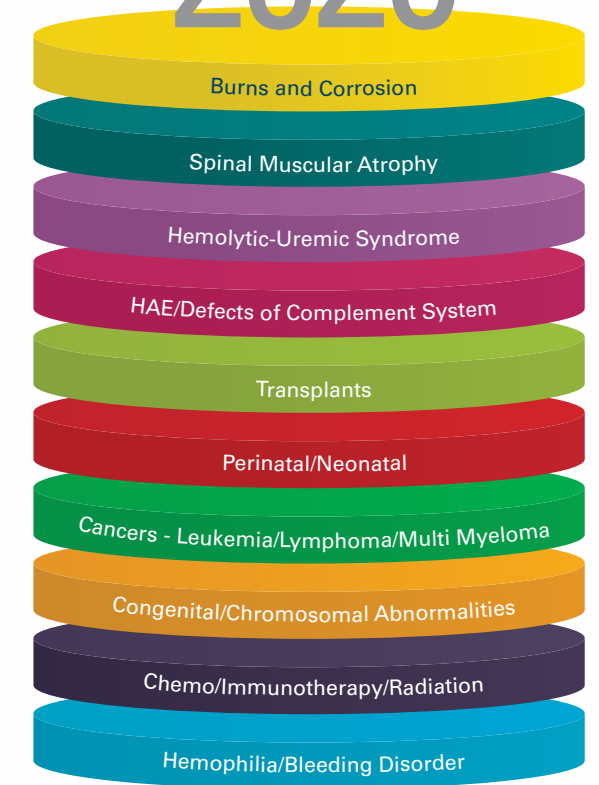 Burns and Corrosion
Spinal Muscular Atrophy
Hemolytic-Uremic Syndrome
HAE/Defects of Complement System
Transplants
Perinatal/Neonatal
Cancers - Leukemia/Lymphoma/Multi Myeloma
Congenital/Chromosomal Abnormalities
Chemo/Immunotherapy/Radiation
Hemophilia/Bleeding Disorder